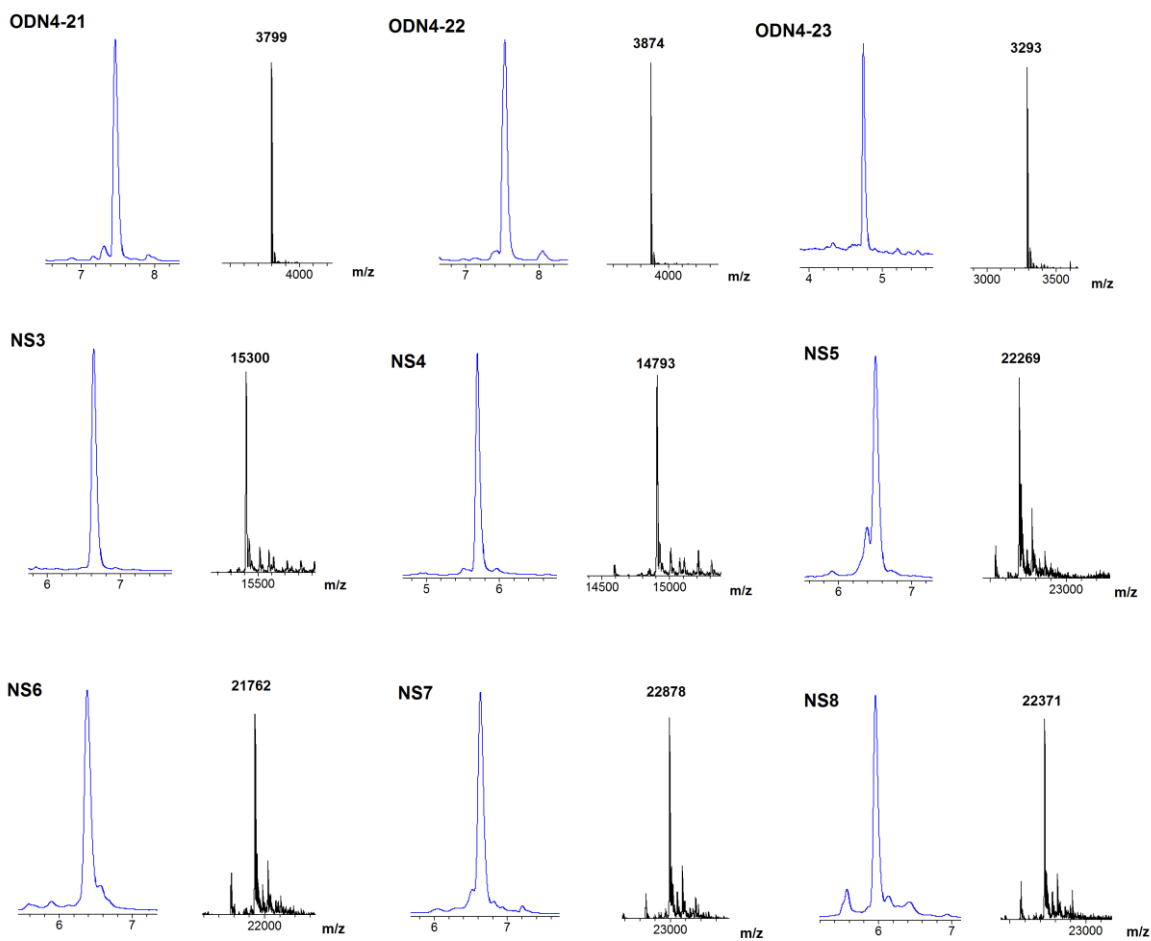 ODN4-21
3799
7 8
4000
m/z
ODN4-22
3874
7 8
4000
m/z
ODN4-23
3293
4 5
3000 3500
m/z
NS3
15300
6 7
15500
m/z
NS4
14793
5 6
14500 15000
m/z
NS5
22269
6 7
23000
m/z
NS6
21762
6 7
22000
m/z
NS7
22878
6 7
23000
m/z
NS8
22371
6 7
23000
m/z